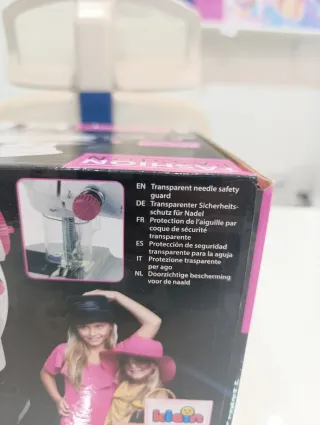 FASHION
EN Transparent needle safety
guard
DE Transparenter Sicherheits-
schutz für Nadel
FR Protection de l'aiguille par
coque de sécurité
transparente
ES Protección de seguridad
transparente para la aguja
IT Protezione trasparente
per ago
NL Doorzichtige bescherming
voor de naald
klein